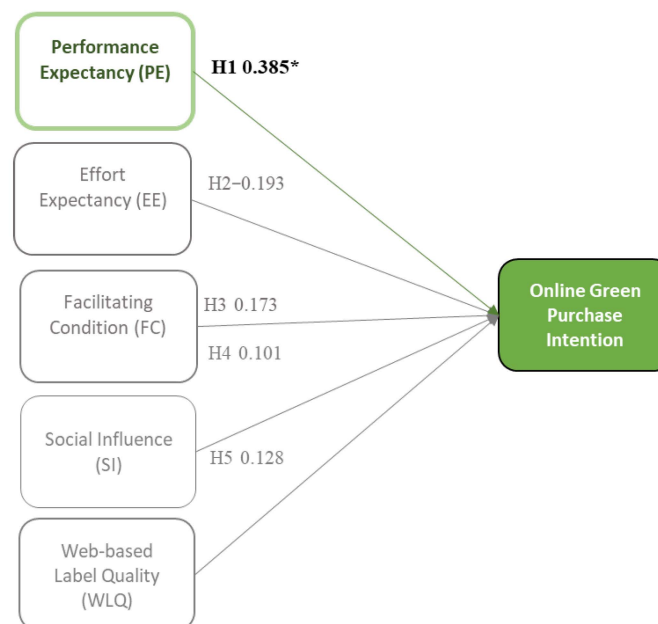 Performance
Expectancy (PE)
H1 0.385*
Effort
Expectancy (EE)
H2−0.193
Facilitating
Condition (FC)
H3 0.173
H4 0.101
Online Green
Purchase
Intention
Social Influence
(SI)
H5 0.128
Web-based
Label Quality
(WLQ)